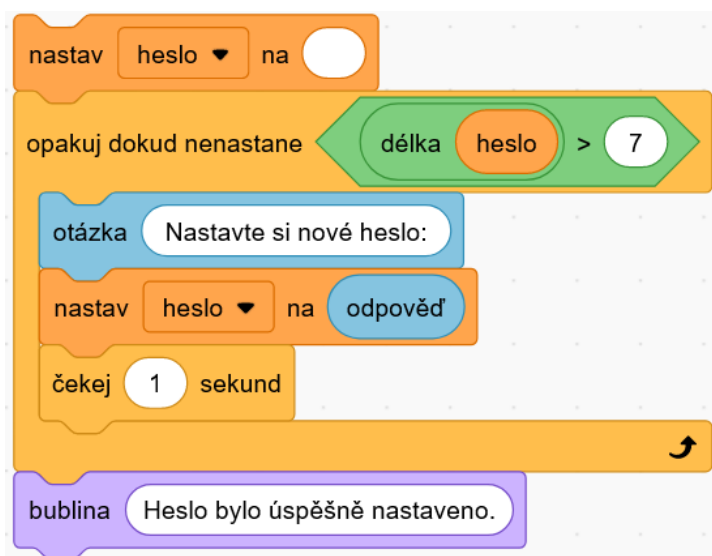 nastav heslo na
opakuj dokud nenastane délka heslo > 7
otázka Nastavte si nové heslo:
nastav heslo na odpověď
čekej 1 sekund
bublina Heslo bylo úspěšně nastaveno.